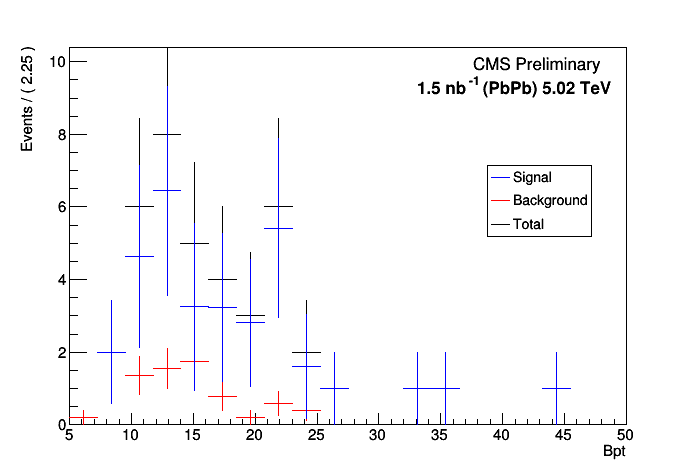 CMS Preliminary
1.5 nb⁻¹ (PbPb) 5.02 TeV
Events / ( 2.25 )
10
8
6
4
2
0
Signal
Background
Total
5 10 15 20 25 30 35 40 45 50
Bpt